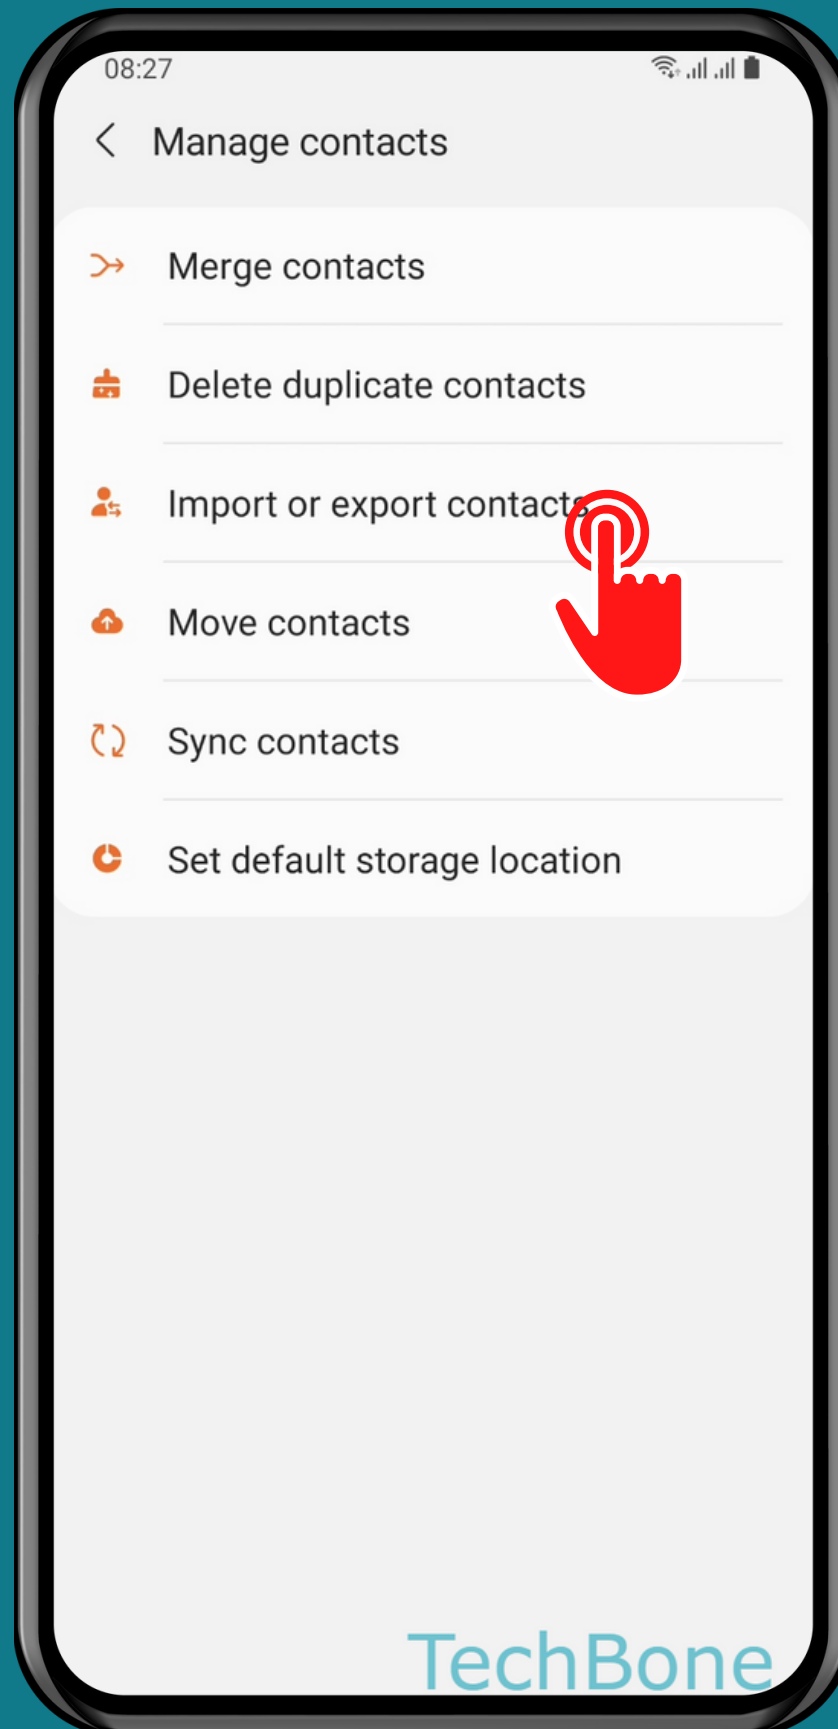 08:27
Manage contacts
Merge contacts
Delete duplicate contacts
Import or export contacts
Move contacts
Sync contacts
Set default storage location
TechBone